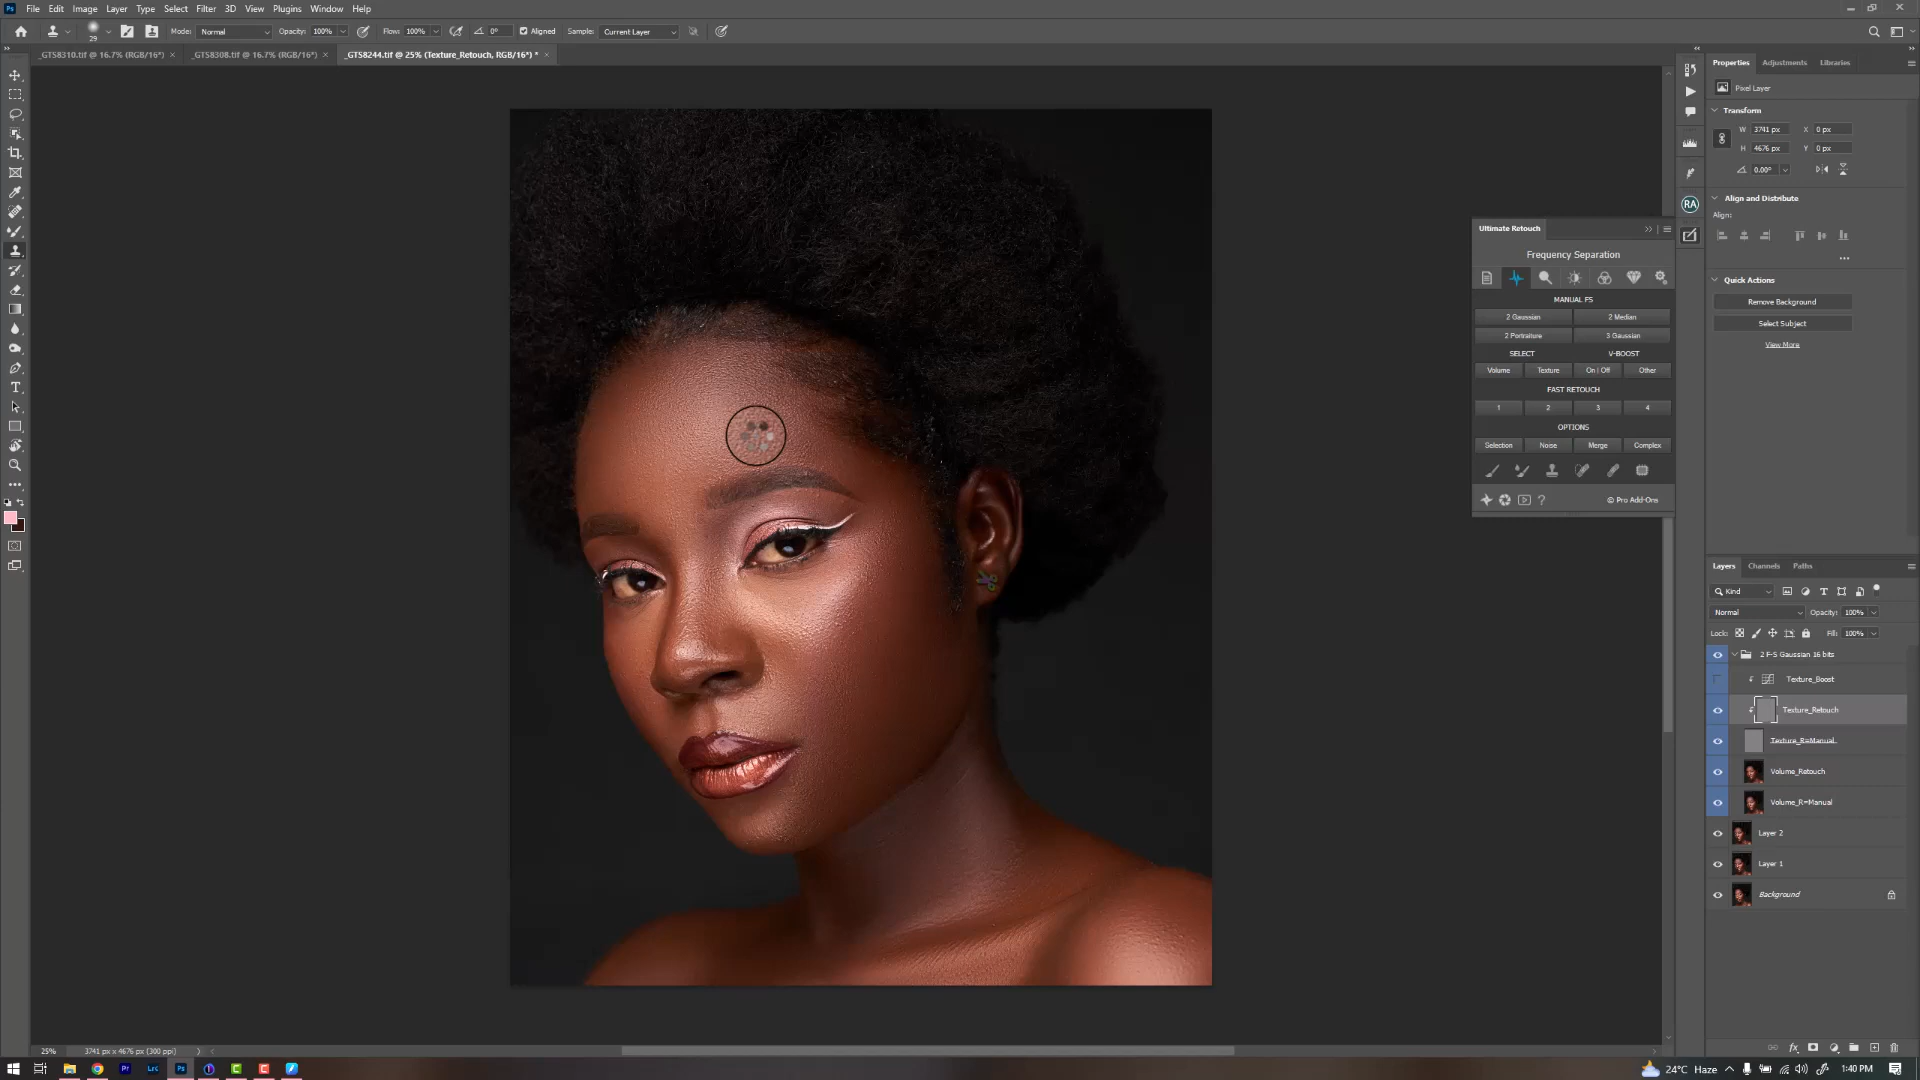 File Edit Image Layer Type Select Filter 3D View Plugins Window Help
29 Mode: Normal Opacity: 100% Flow: 100% 0° Aligned Sample: Current Layer
_GTS8310.tif @ 16.7% (RGB/16*) × _GTS8308.tif @ 16.7% (RGB/16*) × _GTS8244.tif @ 25% (Texture_Retouch, RGB/16*) * ×
Properties Adjustments Libraries
Pixel Layer
Transform
W 3741 px X 0 px
H 4676 px Y 0 px
0.00°
Align and Distribute
Align:
Quick Actions
Remove Background
Select Subject
View More
Ultimate Retouch
Frequency Separation
MANUAL FS
2 Gaussian 2 Median
2 Portraiture 3 Gaussian
SELECT V-BOOST
Volume Texture On | Off Other
FAST RETOUCH
1 2 3 4
OPTIONS
Selection Noise Merge Complex
© Pro Add-Ons
RA
Layers Channels Paths
Kind
Normal Opacity: 100%
Lock: Fill: 100%
2 F-S Gaussian 16 bits
Texture_Boost
Texture_Retouch
Texture_R=Manual
Volume_Retouch
Volume_R=Manual
Layer 2
Layer 1
Background
25% 3741 px x 4676 px (300 ppi)
Pr Lrc Ps
24°C Haze 1:40 PM